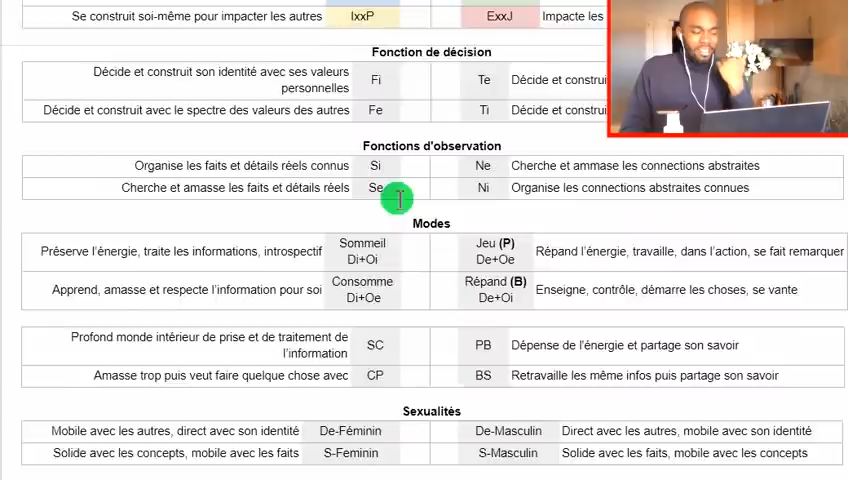 Se construit soi-même pour impacter les autres IxxP ExxJ Impacte les
Fonction de décision
Décide et construit son identité avec ses valeurs
personnelles Fi Te Décide et construi
Décide et construit avec le spectre des valeurs des autres Fe Ti Décide et construi
Fonctions d'observation
Organise les faits et détails réels connus Si Ne Cherche et ammase les connections abstraites
Cherche et amasse les faits et détails réels Se Ni Organise les connections abstraites connues
Modes
Préserve l'énergie, traite les informations, introspectif Sommeil Di+Oi Jeu (P) De+Oe Répand l'énergie, travaille, dans l'action, se fait remarquer
Apprend, amasse et respecte l'information pour soi Consomme Di+Oe Répand (B) De+Oi Enseigne, contrôle, démarre les choses, se vante
Profond monde intérieur de prise et de traitement de
l'information SC PB Dépense de l'énergie et partage son savoir
Amasse trop puis veut faire quelque chose avec CP BS Retravaille les même infos puis partage son savoir
Sexualités
Mobile avec les autres, direct avec son identité De-Féminin De-Masculin Direct avec les autres, mobile avec son identité
Solide avec les concepts, mobile avec les faits S-Feminin S-Masculin Solide avec les faits, mobile avec les concepts